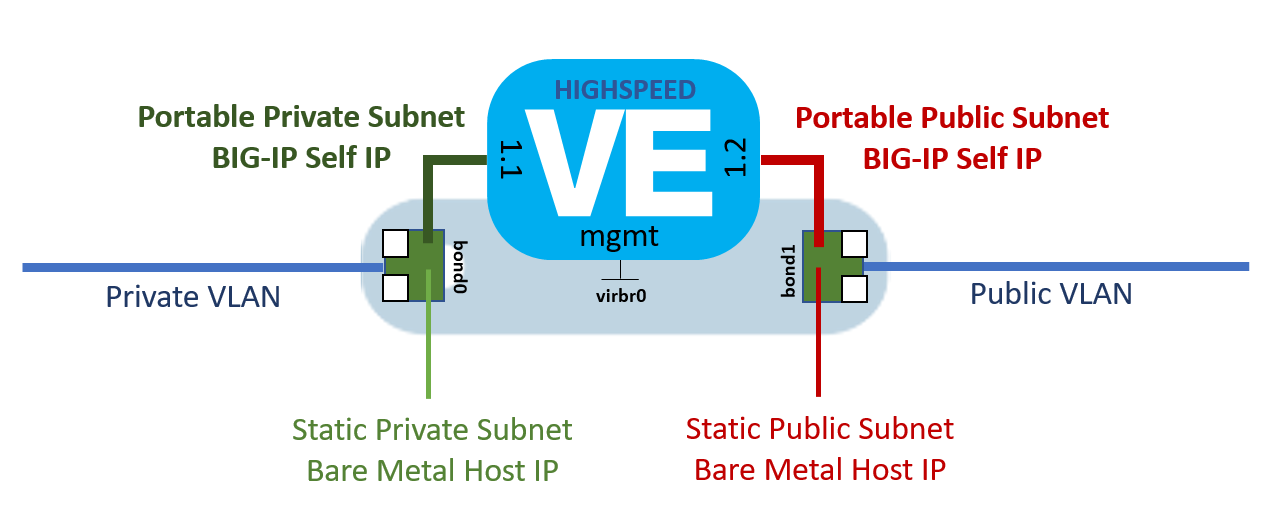 HIGHSPEED
VE
Portable Private Subnet
BIG-IP Self IP
Portable Public Subnet
BIG-IP Self IP
1.1
1.2
mgmt
bond0
bond1
virbr0
Private VLAN
Public VLAN
Static Private Subnet
Bare Metal Host IP
Static Public Subnet
Bare Metal Host IP